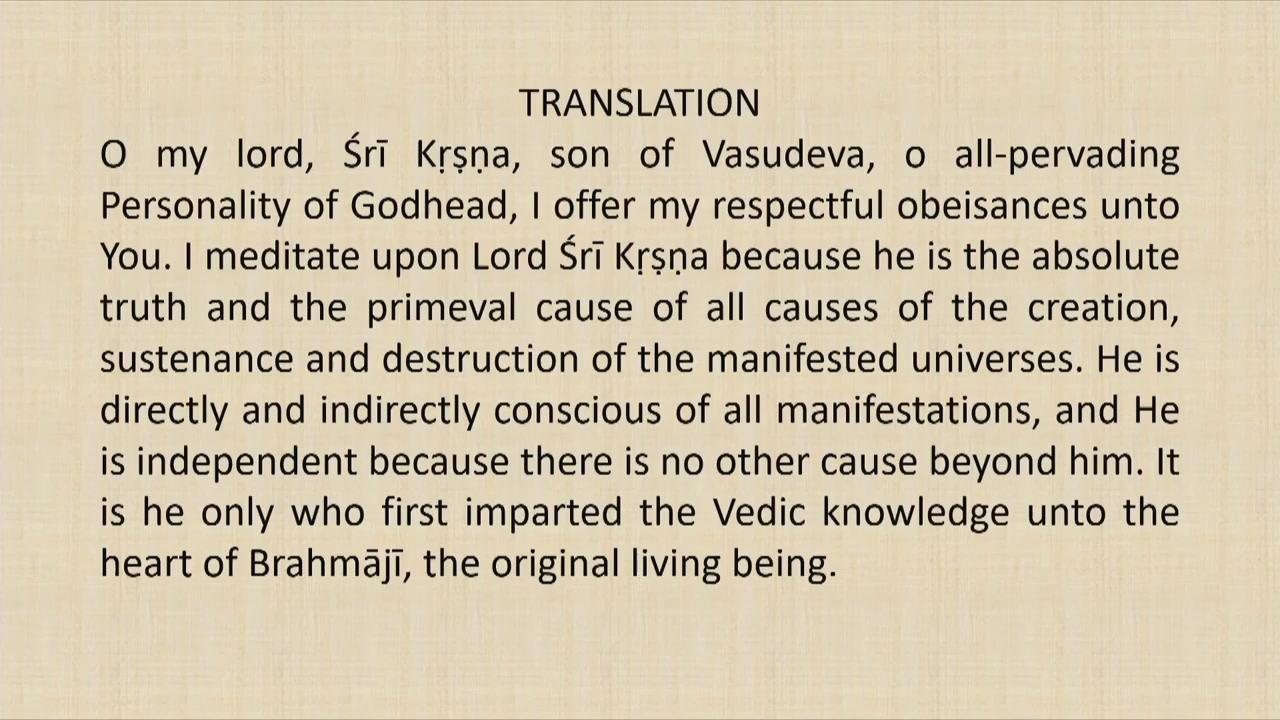 TRANSLATION
O my lord, Śrī Kṛṣṇa, son of Vasudeva, o all-pervading
Personality of Godhead, I offer my respectful obeisances unto
You. I meditate upon Lord Śrī Kṛṣṇa because he is the absolute
truth and the primeval cause of all causes of the creation,
sustenance and destruction of the manifested universes. He is
directly and indirectly conscious of all manifestations, and He
is independent because there is no other cause beyond him. It
is he only who first imparted the Vedic knowledge unto the
heart of Brahmājī, the original living being.